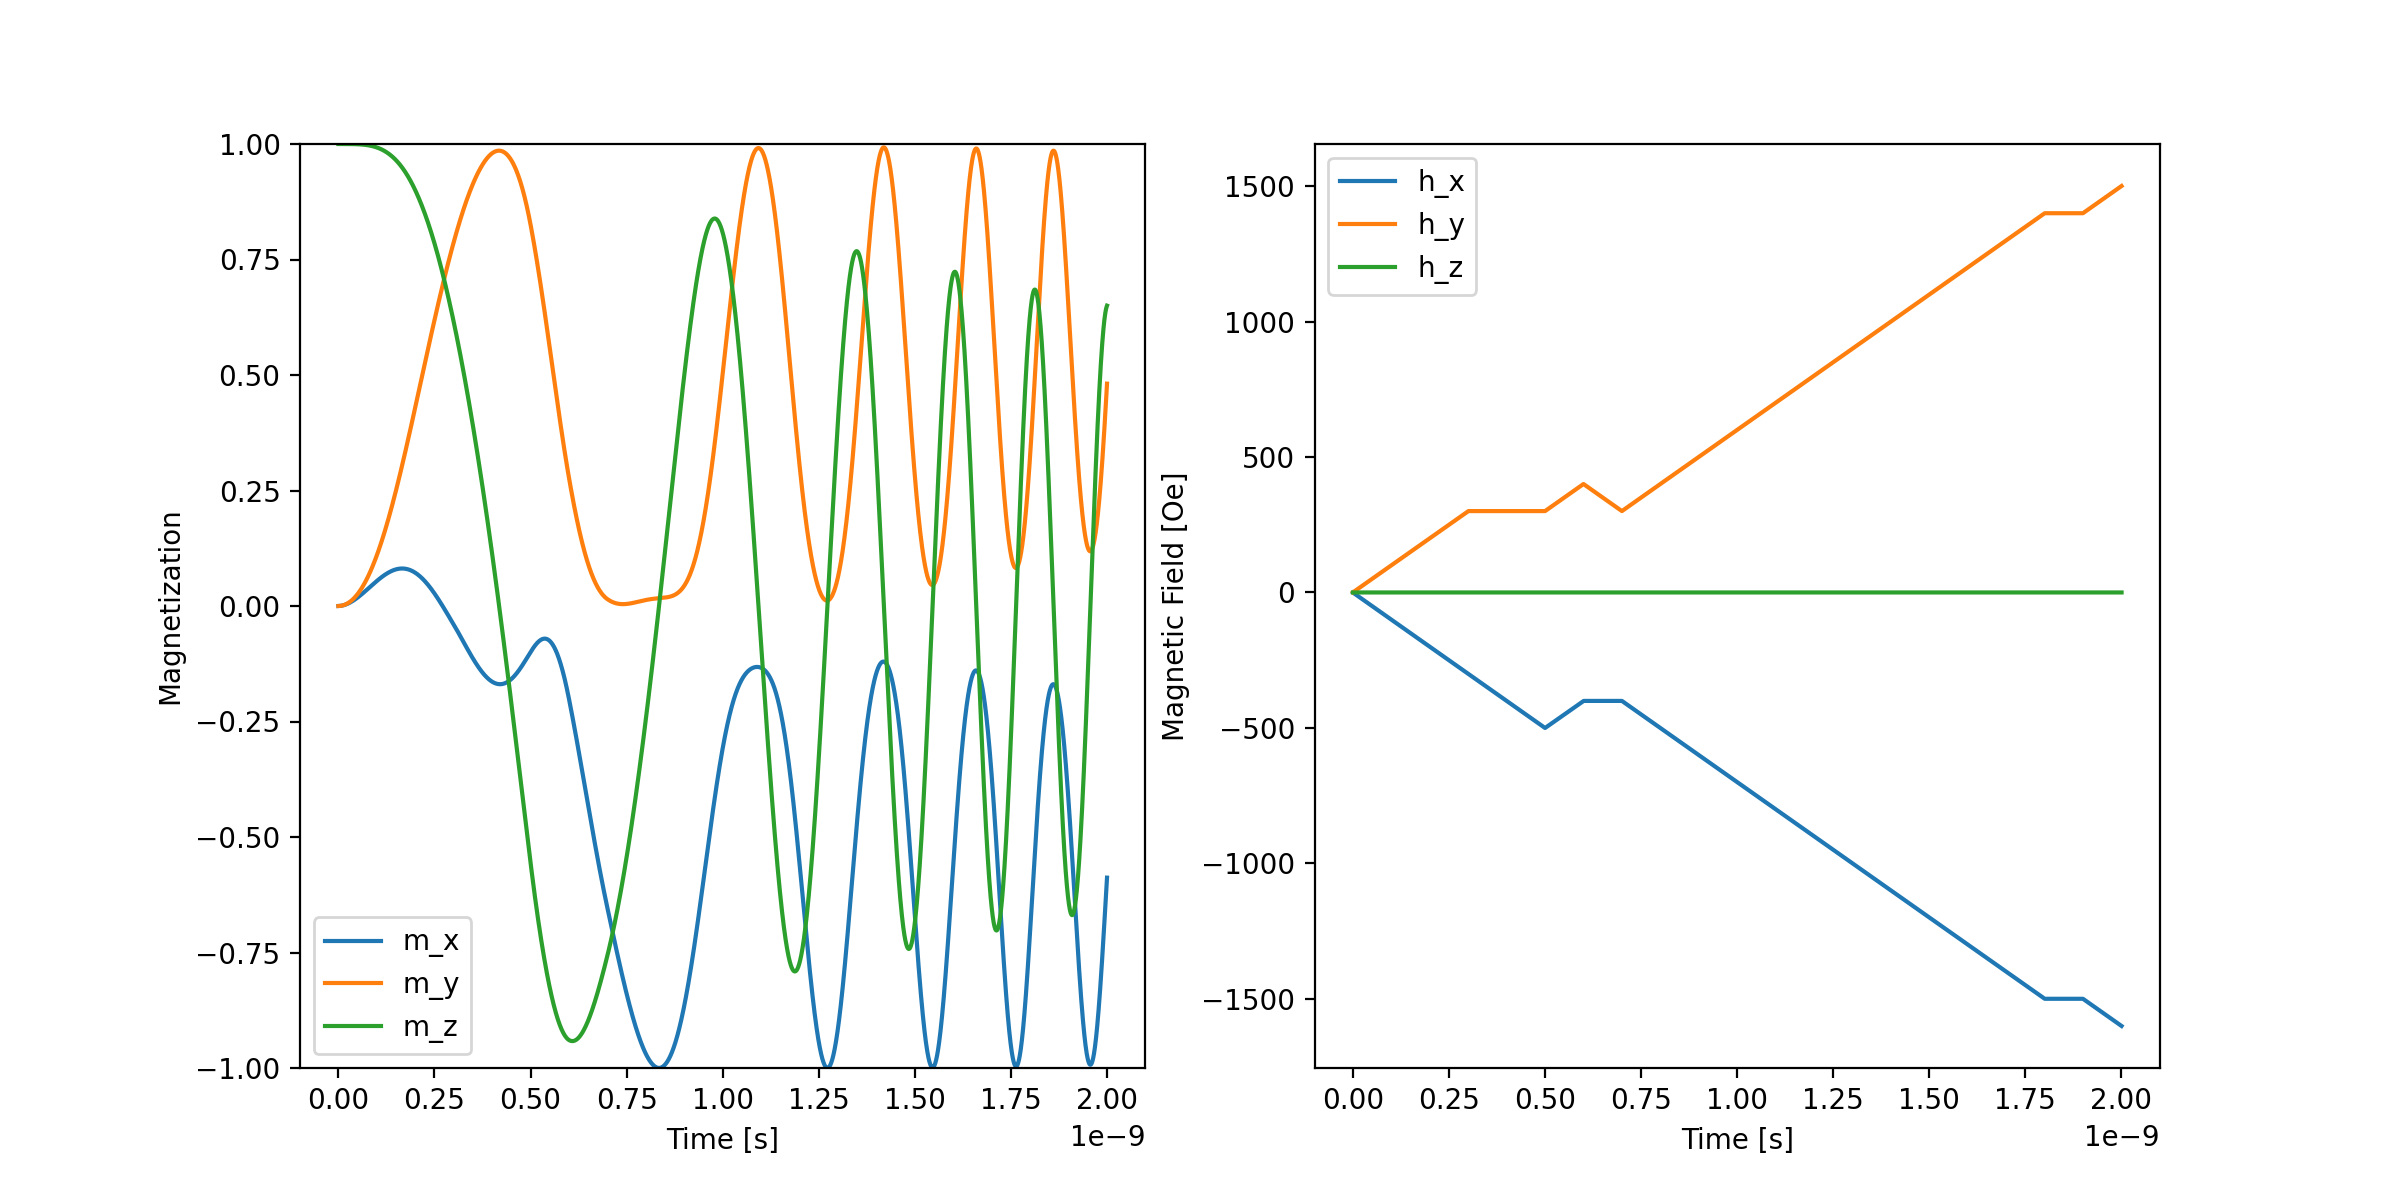 Magnetization
1.00
0.75
0.50
0.25
0.00
−0.25
−0.50
−0.75
−1.00
m_x
m_y
m_z
0.00 0.25 0.50 0.75 1.00 1.25 1.50 1.75 2.00
Time [s]
1e−9
Magnetic Field [Oe]
1500
1000
500
0
−500
−1000
−1500
h_x
h_y
h_z
0.00 0.25 0.50 0.75 1.00 1.25 1.50 1.75 2.00
Time [s]
1e−9